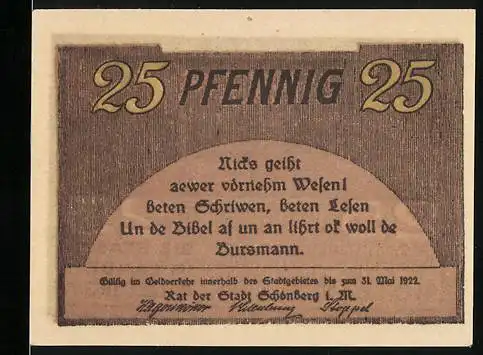 25 PFENNIG 25
Nicks geiht
aewer vörnehm Wesen!
beten Schriwen, beten Lesen
Un de Bibel af un an lihrt ok woll de
Bursmann.
Gültig im Geldverkehr innerhalb des Stadtgebietes bis zum 31. Mai 1922.
Rat der Stadt Schönberg i. M.